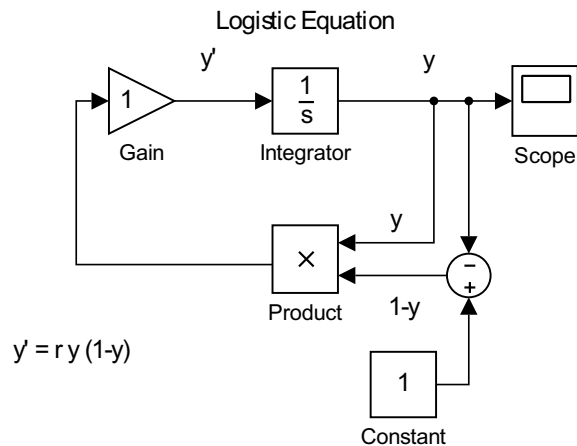 Logistic Equation
y'
y
1
1
s
Gain
Integrator
Scope
y
×
−
+
Product
1-y
y' = r y (1-y)
1
Constant